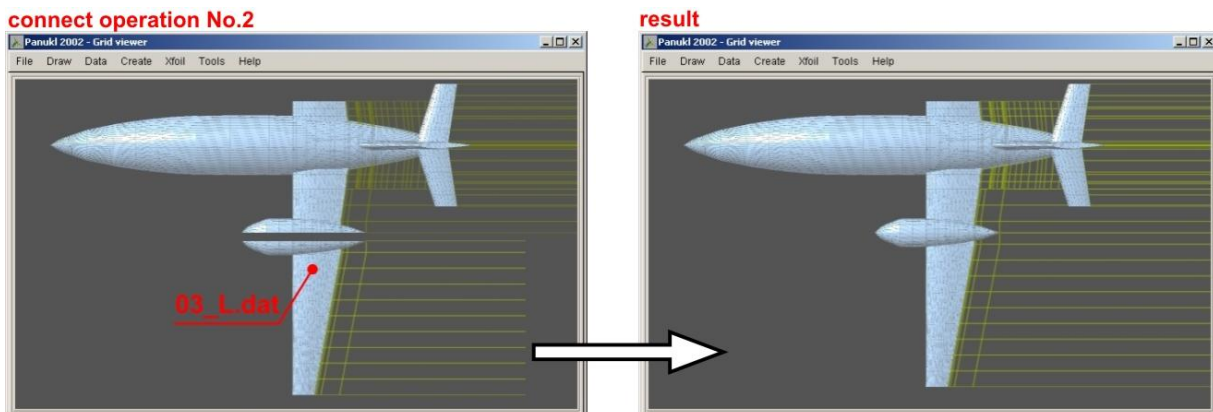 connect operation No.2
Panukl 2002 - Grid viewer
File Draw Data Create Xfoil Tools Help
03_L.dat
result
Panukl 2002 - Grid viewer
File Draw Data Create Xfoil Tools Help